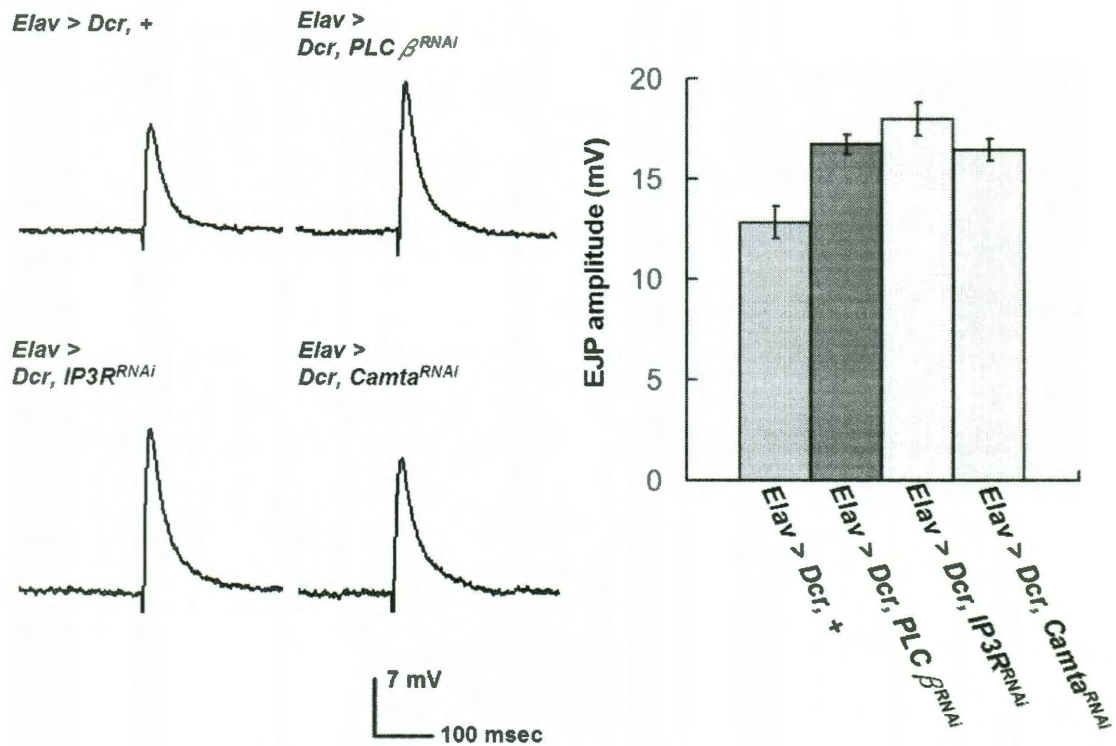 Elav > Dcr, +
Elav >
Dcr, PLC β^RNAi
Elav >
Dcr, IP3R^RNAi
Elav >
Dcr, Camta^RNAi
7 mV
100 msec
EJP amplitude (mV)
20
15
10
5
0
Elav > Dcr, +
Elav > Dcr, PLC β^RNAi
Elav > Dcr, IP3R^RNAi
Elav > Dcr, Camta^RNAi